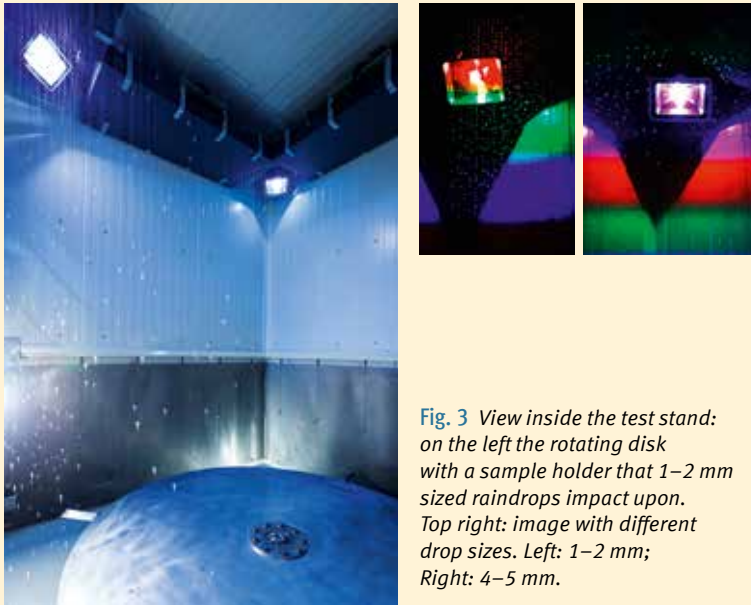 Fig. 3 View inside the test stand:
on the left the rotating disk
with a sample holder that 1–2 mm
sized raindrops impact upon.
Top right: image with different
drop sizes. Left: 1–2 mm;
Right: 4–5 mm.